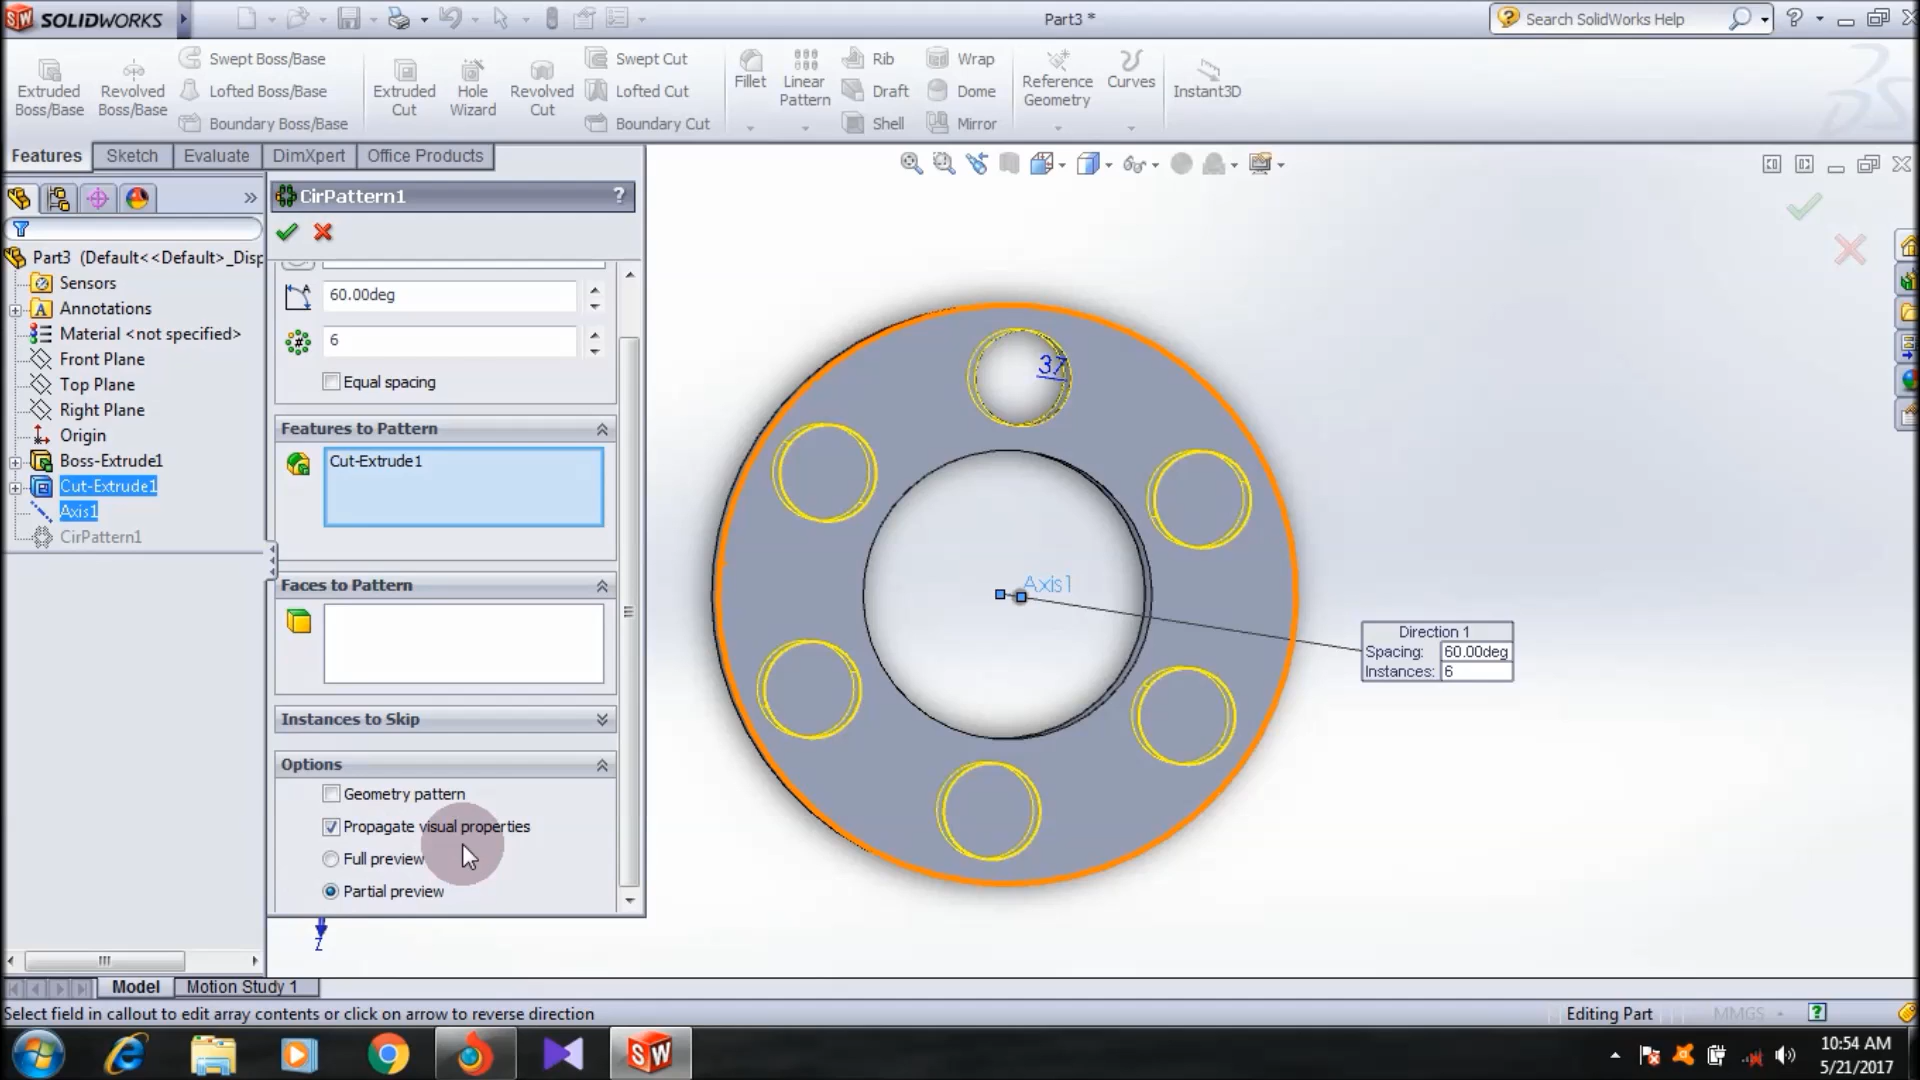 SOLIDWORKS
Part3 *
Search SolidWorks Help
Extruded Boss/Base
Revolved Boss/Base
Swept Boss/Base
Lofted Boss/Base
Boundary Boss/Base
Extruded Cut
Hole Wizard
Revolved Cut
Swept Cut
Lofted Cut
Boundary Cut
Fillet
Linear Pattern
Rib
Draft
Shell
Wrap
Dome
Mirror
Reference Geometry
Curves
Instant3D
Features
Sketch
Evaluate
DimXpert
Office Products
Part3 (Default<<Default>_Disp
Sensors
Annotations
Material <not specified>
Front Plane
Top Plane
Right Plane
Origin
Boss-Extrude1
Cut-Extrude1
Axis1
CirPattern1
CirPattern1
?
60.00deg
6
Equal spacing
Features to Pattern
Cut-Extrude1
Faces to Pattern
Instances to Skip
Options
Geometry pattern
Propagate visual properties
Full preview
Partial preview
37
Axis1
Direction 1
Spacing: 60.00deg
Instances: 6
Z
Model
Motion Study 1
Select field in callout to edit array contents or click on arrow to reverse direction
Editing Part
MMGS
?
SW
10:54 AM
5/21/2017